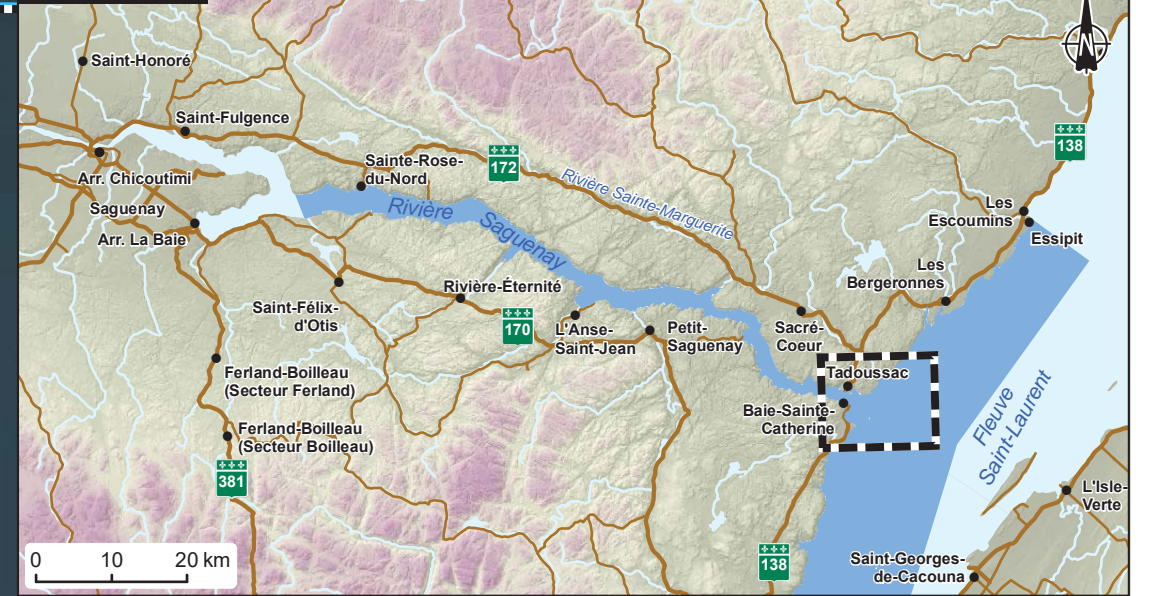 N
Saint-Honoré
Saint-Fulgence
138
Arr. Chicoutimi
Sainte-Rose-
du-Nord
172
Rivière Sainte-Marguerite
Saguenay
Arr. La Baie
Rivière Saguenay
Les
Escoumins
Essipit
Les
Bergeronnes
Saint-Félix-
d'Otis
Rivière-Éternité
170
L'Anse-
Saint-Jean
Petit-
Saguenay
Sacré-
Coeur
Ferland-Boilleau
(Secteur Ferland)
Tadoussac
Baie-Sainte-
Catherine
Fleuve
Saint-Laurent
Ferland-Boilleau
(Secteur Boilleau)
381
L'Isle-
Verte
0 10 20 km
138
Saint-Georges-
de-Cacouna